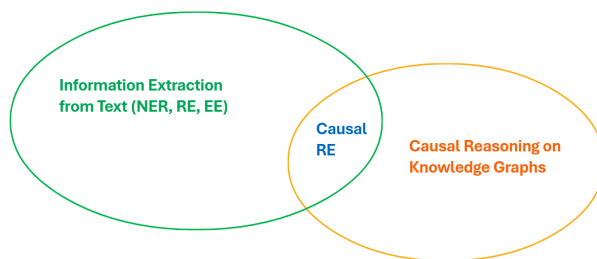 Information Extraction
from Text (NER, RE, EE)
Causal
RE
Causal Reasoning on
Knowledge Graphs